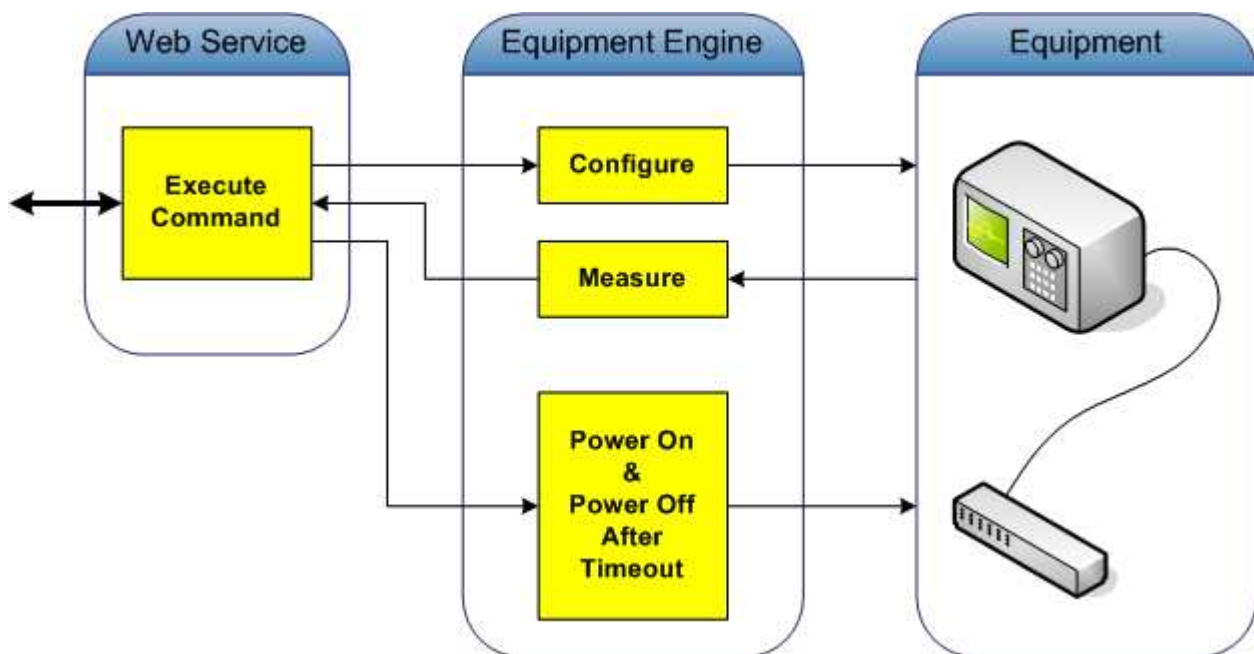 Web Service
Equipment Engine
Equipment
Execute
Command
Configure
Measure
Power On
&
Power Off
After
Timeout